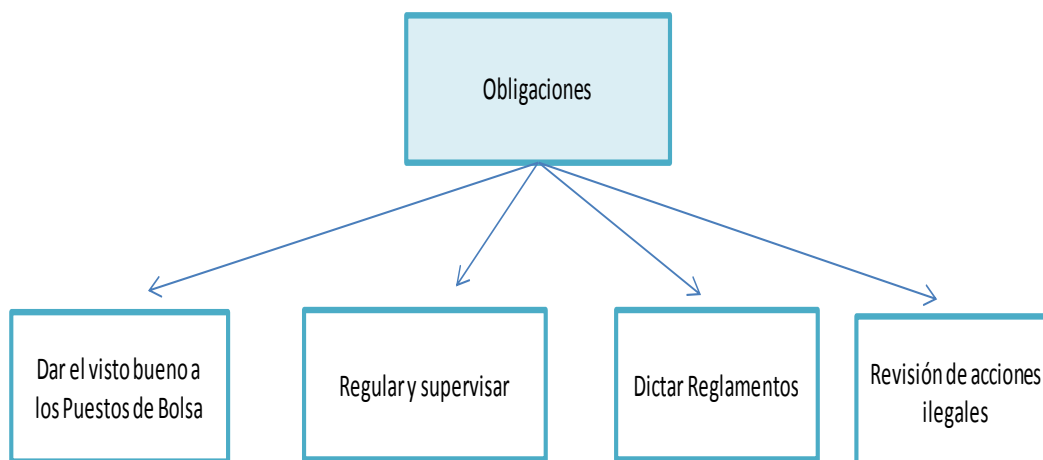 Obligaciones
Dar el visto bueno a
los Puestos de Bolsa
Regular y supervisar
Dictar Reglamentos
Revisión de acciones
ilegales